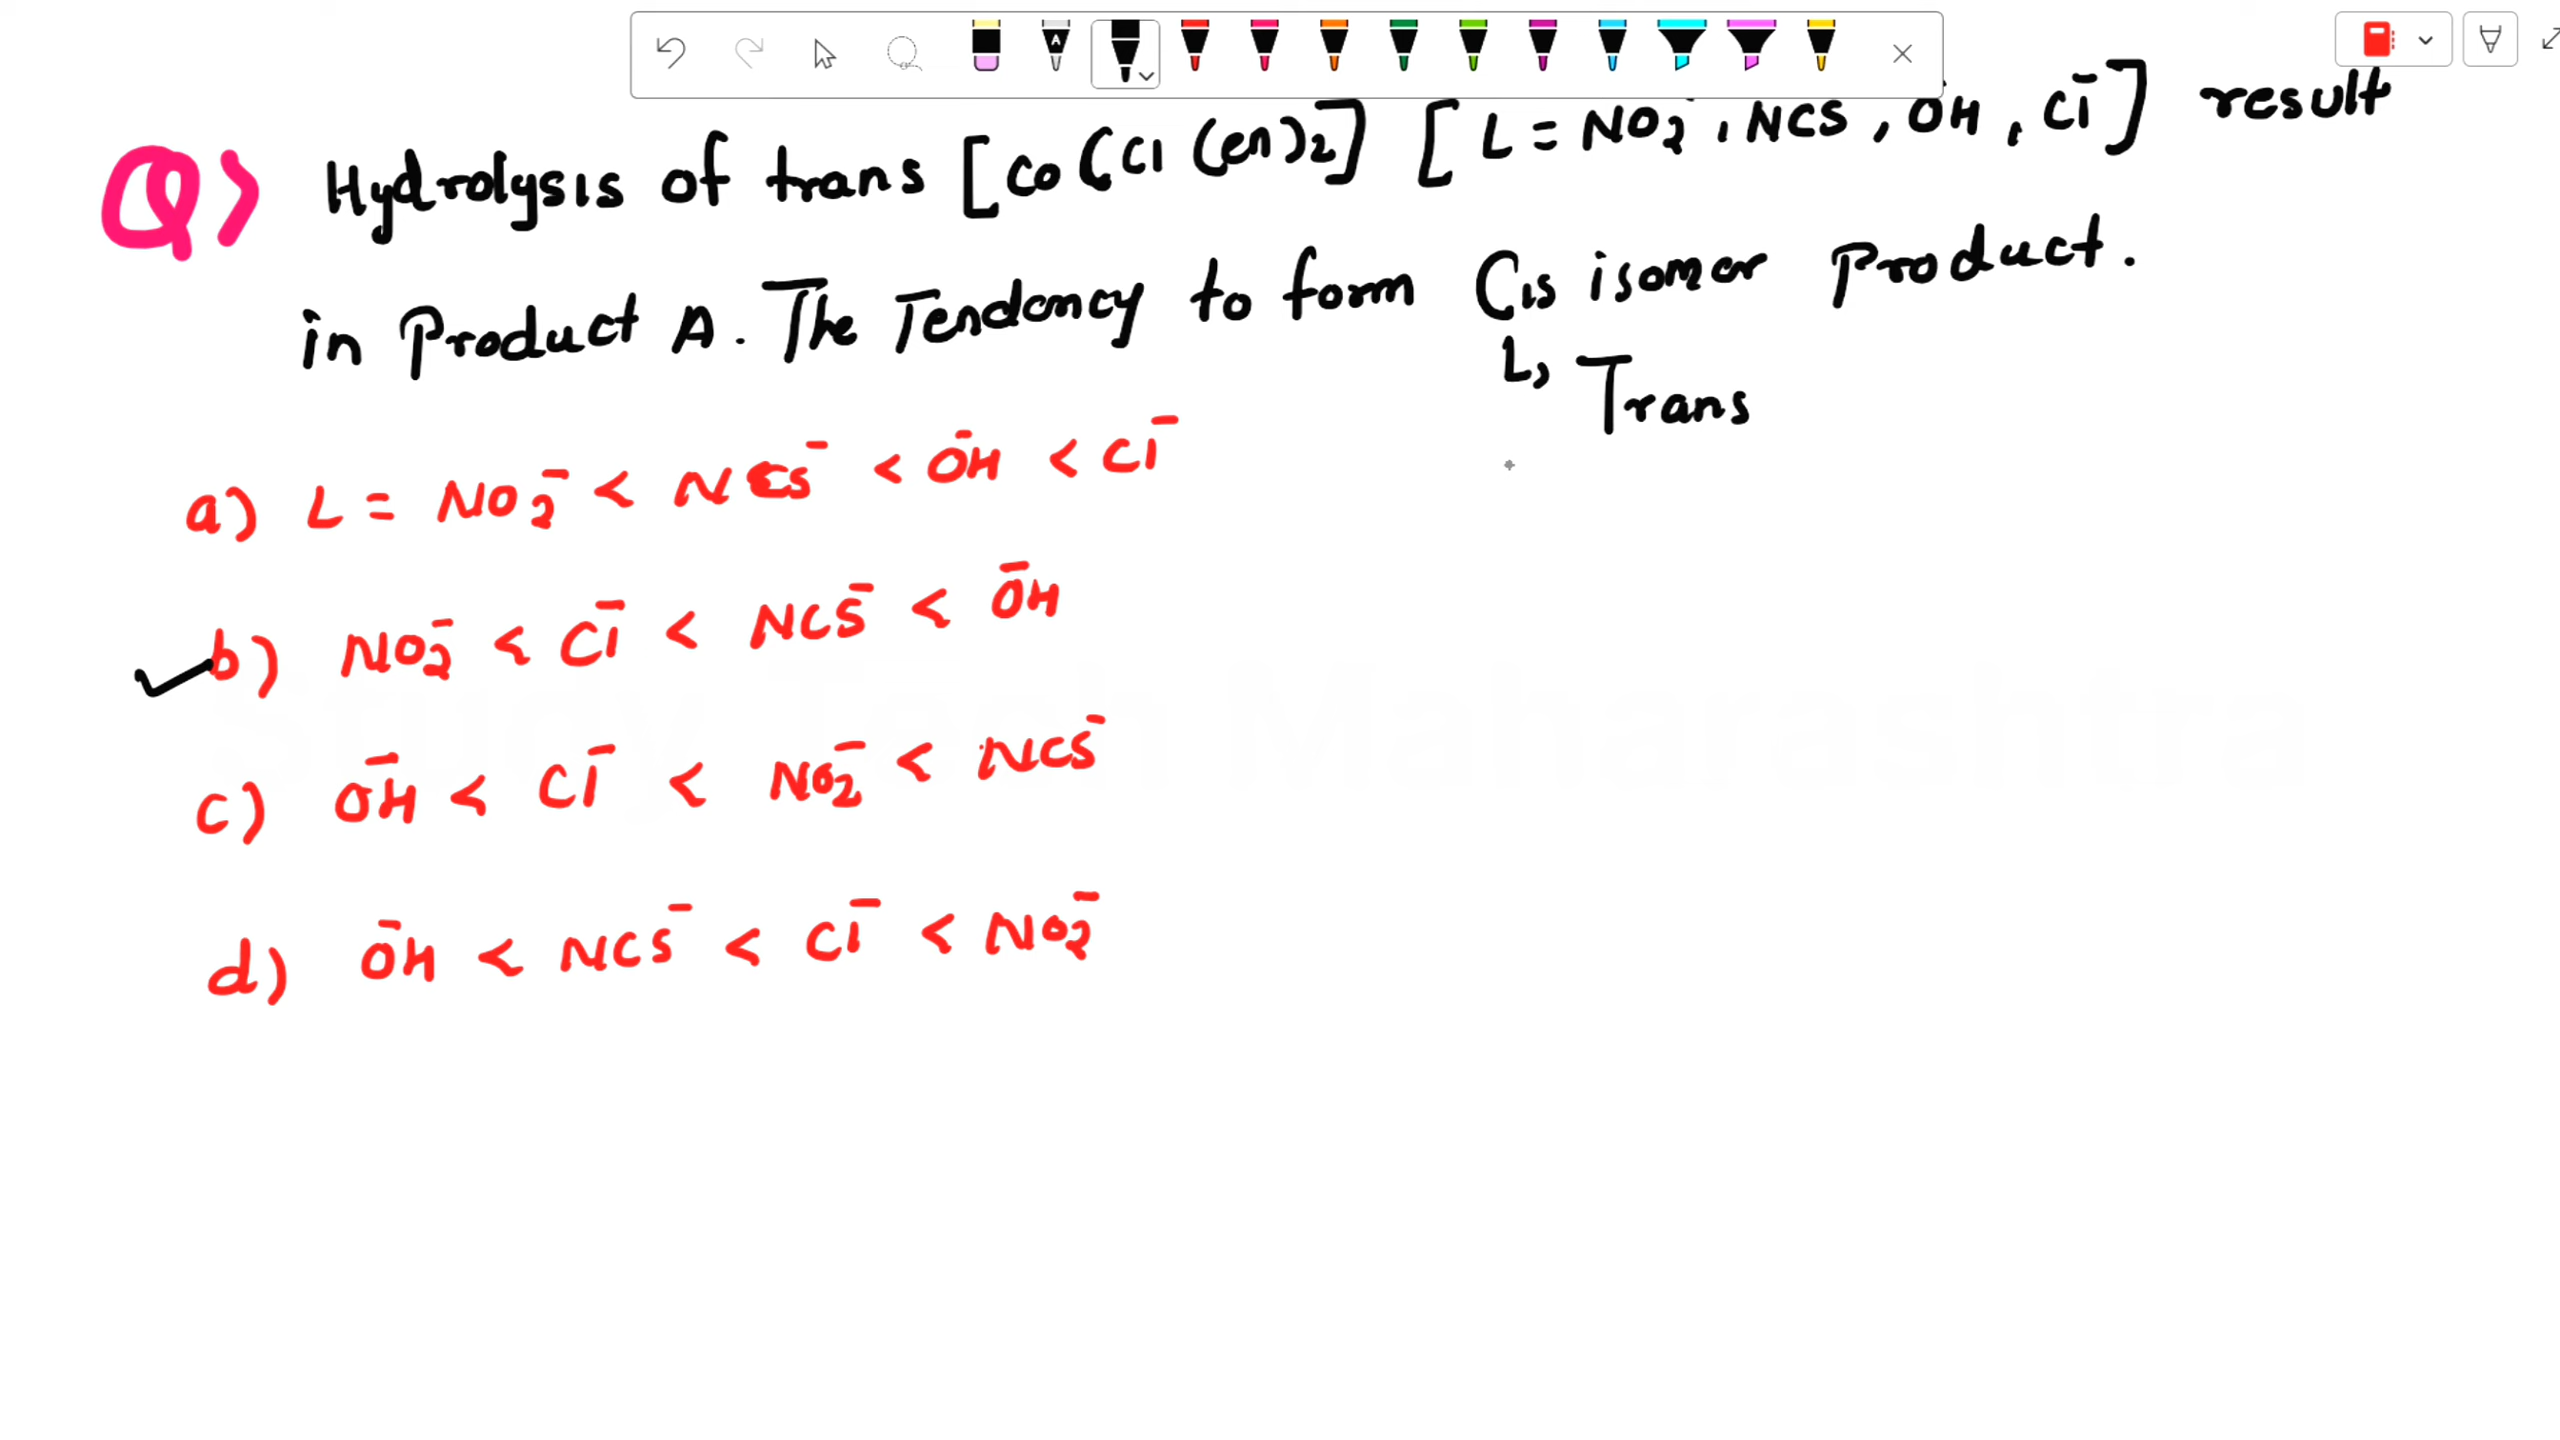 Q> Hydrolysis of trans [Co(Cl(en)2] [L = NO2⁻, NCS, OH, Cl⁻] result
in Product A. The Tendency to form Cis isomer Product.
L, Trans
a) L = NO2⁻ < NCS⁻ < OH⁻ < Cl⁻
b) NO2⁻ < Cl⁻ < NCS⁻ < OH⁻
c) OH⁻ < Cl⁻ < NO2⁻ < NCS⁻
d) OH⁻ < NCS⁻ < Cl⁻ < NO2⁻